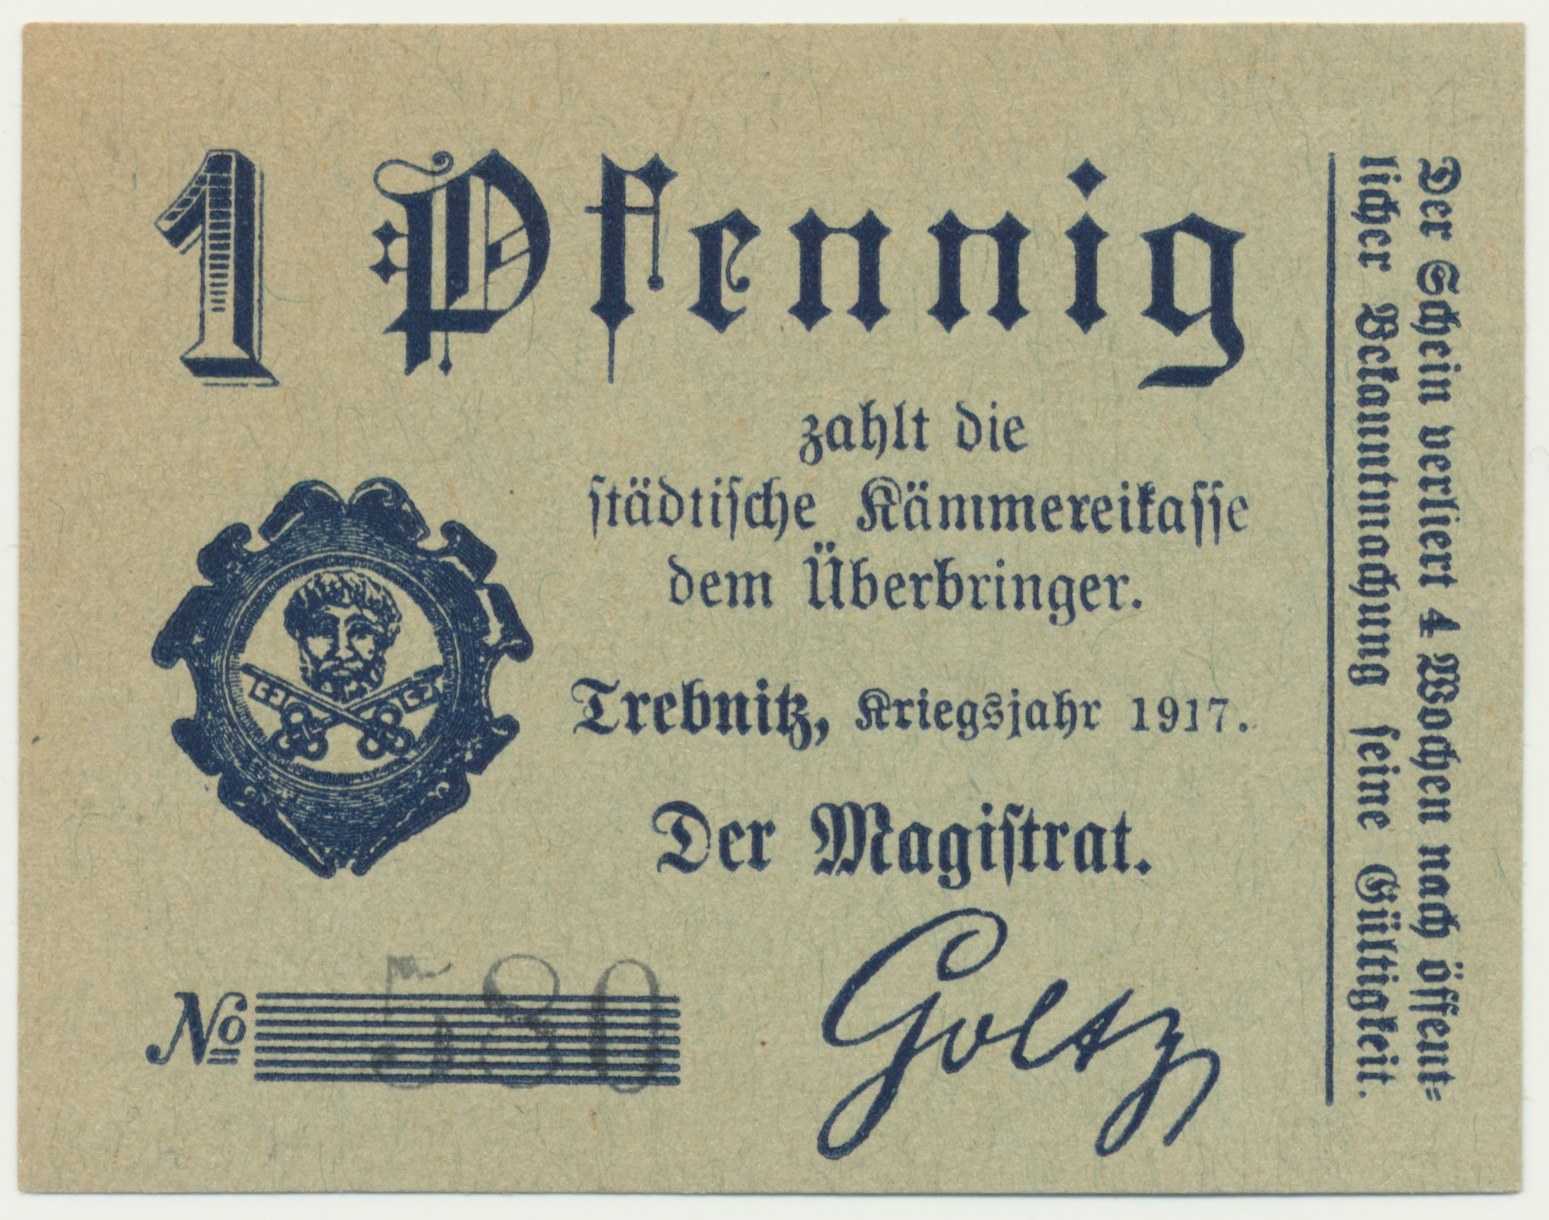 1 Pfennig
zahlt die
städtische Kämmereikasse
dem Überbringer.
Trebnitz, Kriegsjahr 1917.
Der Magistrat.
Goltz
No 580
Der Schein verliert 4 Wochen nach öffent-
licher Bekanntmachung seine Gültigkeit.